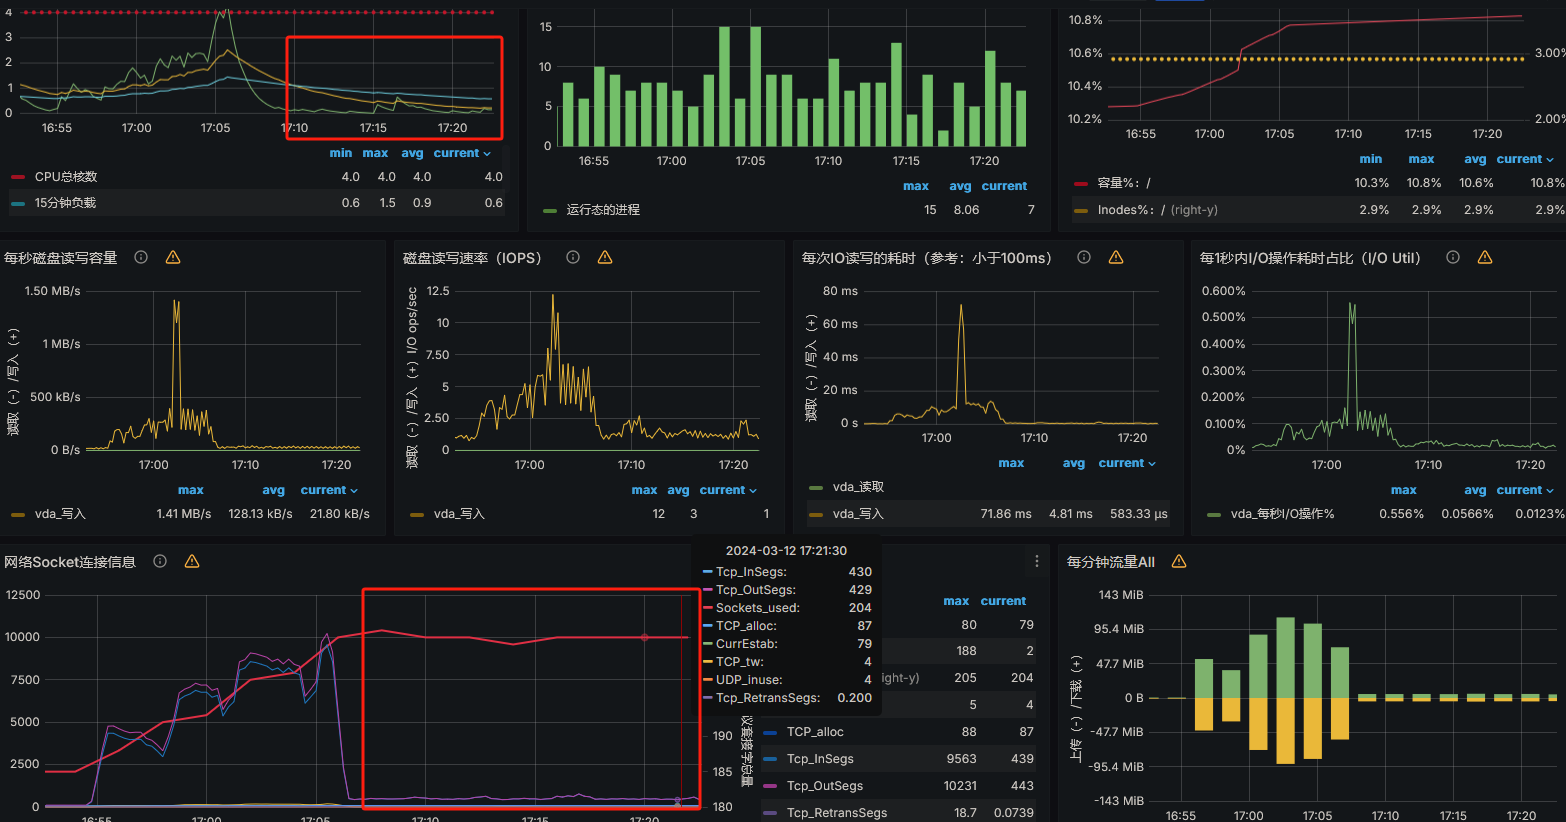 4
3
2
1
0
16:55 17:00 17:05 17:10 17:15 17:20
min max avg current
CPU总核数 4.0 4.0 4.0 4.0
15分钟负载 0.6 1.5 0.9 0.6
15
10
5
0
16:55 17:00 17:05 17:10 17:15 17:20
max avg current
运行态的进程 15 8.06 7
10.8%
10.6% 3.00%
10.4%
10.2% 2.00%
16:55 17:00 17:05 17:10 17:15 17:20
min max avg current
容量%: / 10.3% 10.8% 10.6% 10.8%
Inodes%: / (right-y) 2.9% 2.9% 2.9% 2.9%
每秒磁盘读写容量
读取 (-) /写入 (+)
1.50 MB/s
1 MB/s
500 kB/s
0 B/s
17:00 17:10 17:20
max avg current
vda_写入 1.41 MB/s 128.13 kB/s 21.80 kB/s
磁盘读写速率（IOPS）
读取 (-) /写入 (+) I/O ops/sec
12.5
10
7.50
5
2.50
0
17:00 17:10 17:20
max avg current
vda_写入 12 3 1
每次IO读写的耗时（参考：小于100ms）
读取 (-) /写入 (+)
80 ms
60 ms
40 ms
20 ms
0 s
17:00 17:10 17:20
max avg current
vda_读取
vda_写入 71.86 ms 4.81 ms 583.33 µs
每1秒内I/O操作耗时占比（I/O Util）
0.600%
0.500%
0.400%
0.300%
0.200%
0.100%
0%
17:00 17:10 17:20
max avg current
vda_每秒I/O操作% 0.556% 0.0566% 0.0123%
网络Socket连接信息
12500
10000
7500
5000
2500
0
190
185
180
议套接字总量
16:55 17:00 17:05 17:10 17:15 17:20
2024-03-12 17:21:30
Tcp_InSegs: 430
Tcp_OutSegs: 429
Sockets_used: 204
TCP_alloc: 87
CurrEstab: 79
TCP_tw: 4
UDP_inuse: 4
Tcp_RetransSegs: 0.200
max current
80 79
188 2
ight-y) 205 204
5 4
TCP_alloc 88 87
Tcp_InSegs 9563 439
Tcp_OutSegs 10231 443
Tcp_RetransSegs 18.7 0.0739
每分钟流量All
上传 (-) /下载 (+)
143 MiB
95.4 MiB
47.7 MiB
0 B
-47.7 MiB
-95.4 MiB
-143 MiB
16:55 17:00 17:05 17:10 17:15 17:20